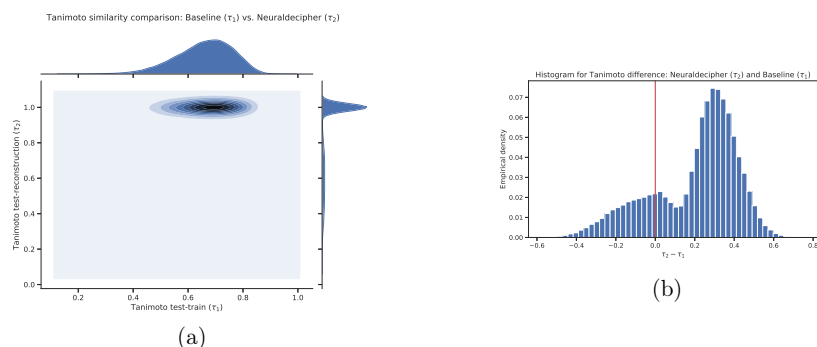 Tanimoto similarity comparison: Baseline (τ₁) vs. Neuraldecipher (τ₂)
1.0
0.8
0.6
0.4
0.2
0.0
Tanimoto test-reconstruction (τ₂)
0.2 0.4 0.6 0.8 1.0
Tanimoto test-train (τ₁)
(a)
Histogram for Tanimoto difference: Neuraldecipher (τ₂) and Baseline (τ₁)
0.07
0.06
0.05
0.04
0.03
0.02
0.01
0.00
Empirical density
−0.6 −0.4 −0.2 0.0 0.2 0.4 0.6 0.8
τ₂ − τ₁
(b)